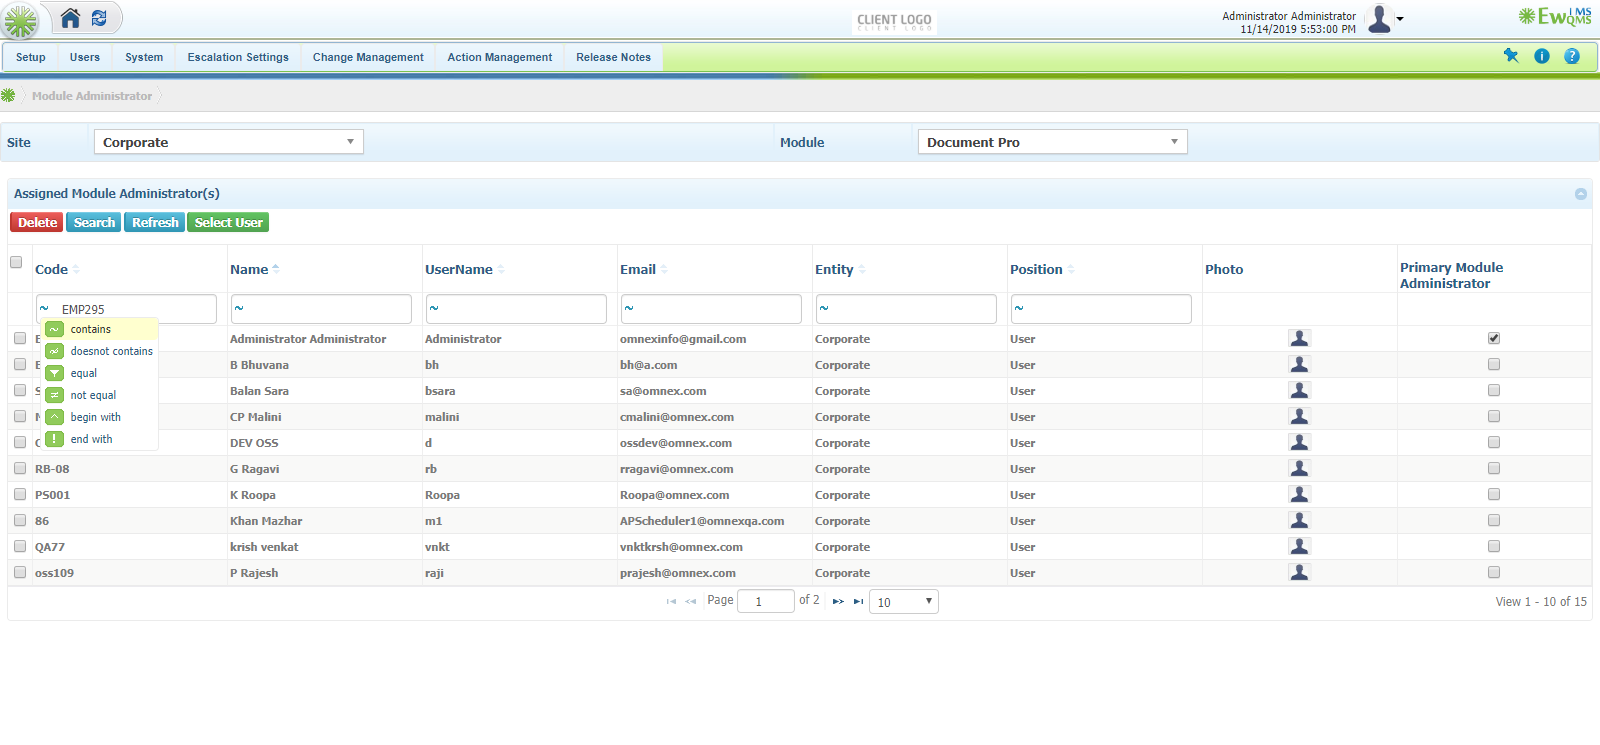 CLIENT LOGO
CLIENT LOGO
Administrator Administrator
11/14/2019 5:53:00 PM
EwQMS
IMS
Setup Users System Escalation Settings Change Management Action Management Release Notes
Module Administrator
Site Corporate Module Document Pro
Assigned Module Administrator(s)
Delete Search Refresh Select User
Code Name UserName Email Entity Position Photo Primary Module Administrator
~ EMP295 ~ ~ ~ ~ ~
contains
doesnot contains
equal
not equal
begin with
end with
E Administrator Administrator Administrator omnexinfo@gmail.com Corporate User
B Bhuvana bh bh@a.com Corporate User
S Balan Sara bsara sa@omnex.com Corporate User
CP Malini malini cmalini@omnex.com Corporate User
DEV OSS d ossdev@omnex.com Corporate User
RB-08 G Ragavi rb rragavi@omnex.com Corporate User
PS001 K Roopa Roopa Roopa@omnex.com Corporate User
86 Khan Mazhar m1 APScheduler1@omnexqa.com Corporate User
QA77 krish venkat vnkt vnktkrsh@omnex.com Corporate User
oss109 P Rajesh raji prajesh@omnex.com Corporate User
Page 1 of 2 10 View 1 - 10 of 15